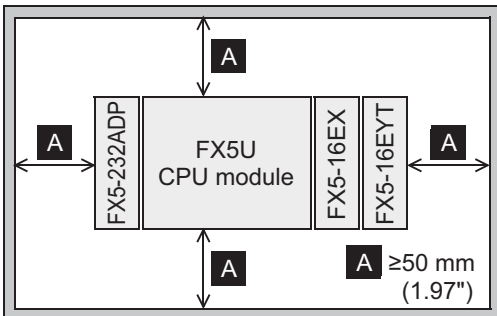 A
A
FX5-232ADP
FX5U
CPU module
FX5-16EX
FX5-16EYT
A
A
A ≥50 mm
(1.97")